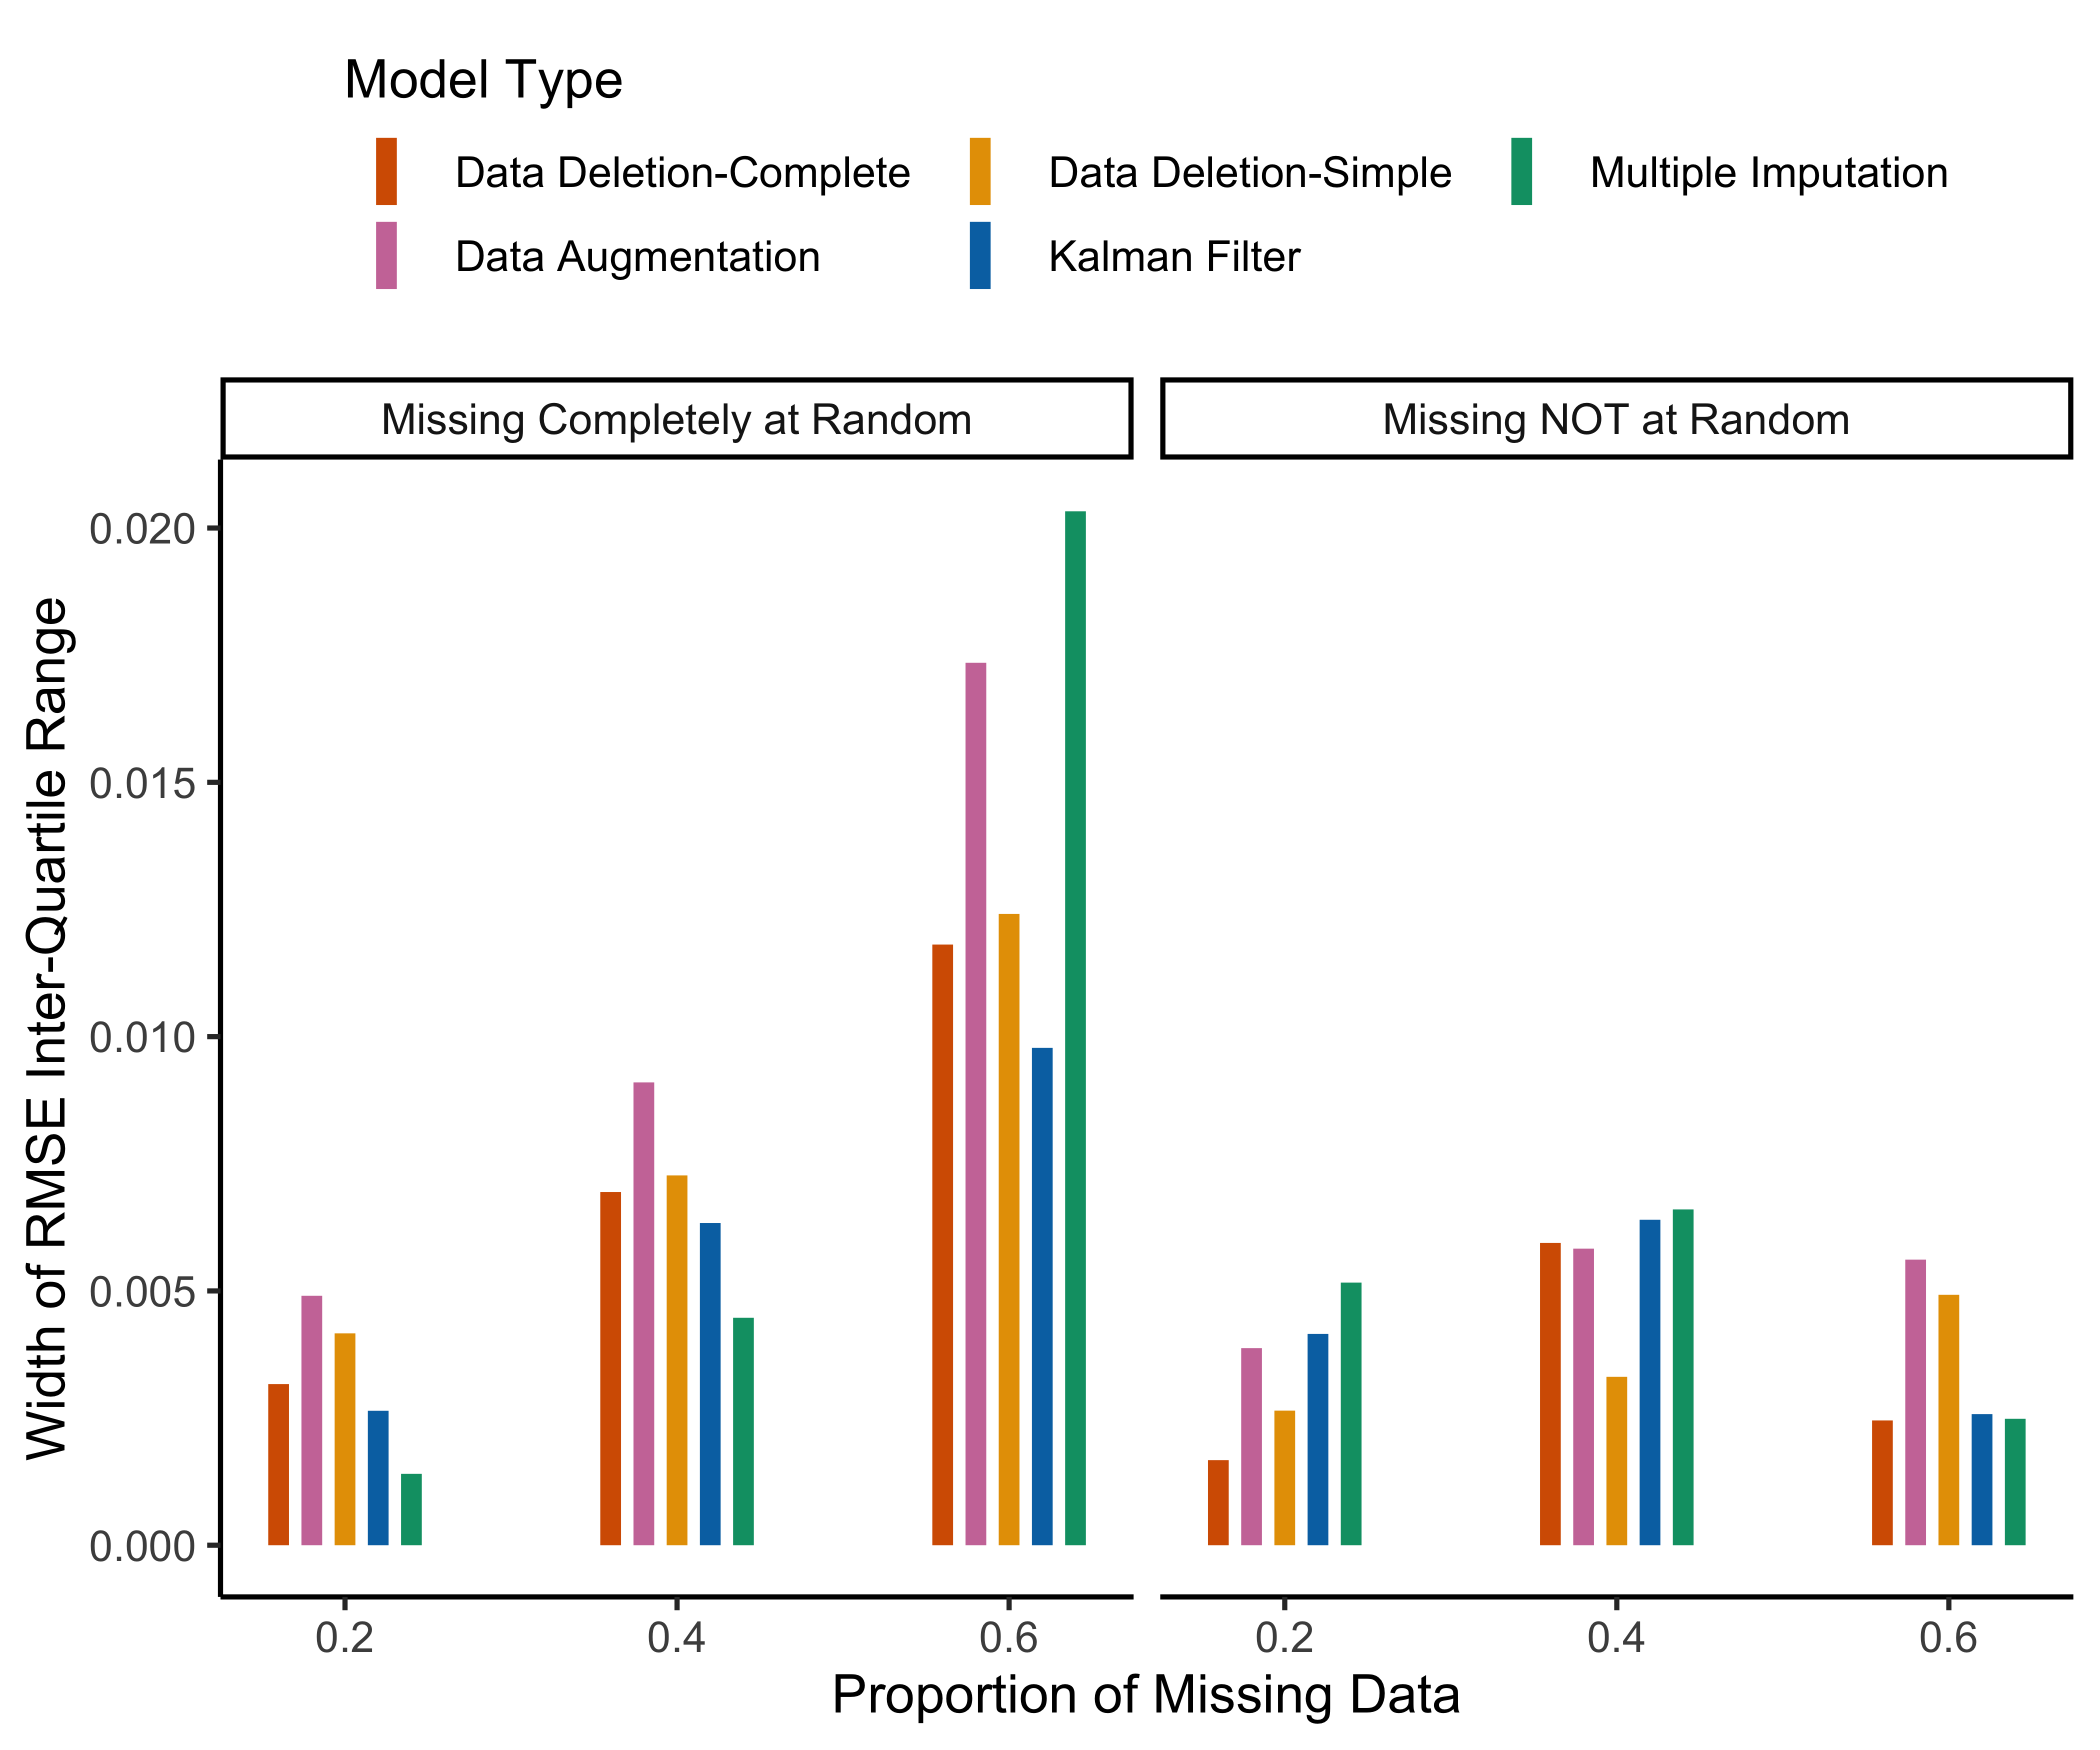 Model Type
Data Deletion-Complete
Data Deletion-Simple
Multiple Imputation
Data Augmentation
Kalman Filter
Missing Completely at Random
Missing NOT at Random
Width of RMSE Inter-Quartile Range
0.020
0.015
0.010
0.005
0.000
0.2
0.4
0.6
0.2
0.4
0.6
Proportion of Missing Data